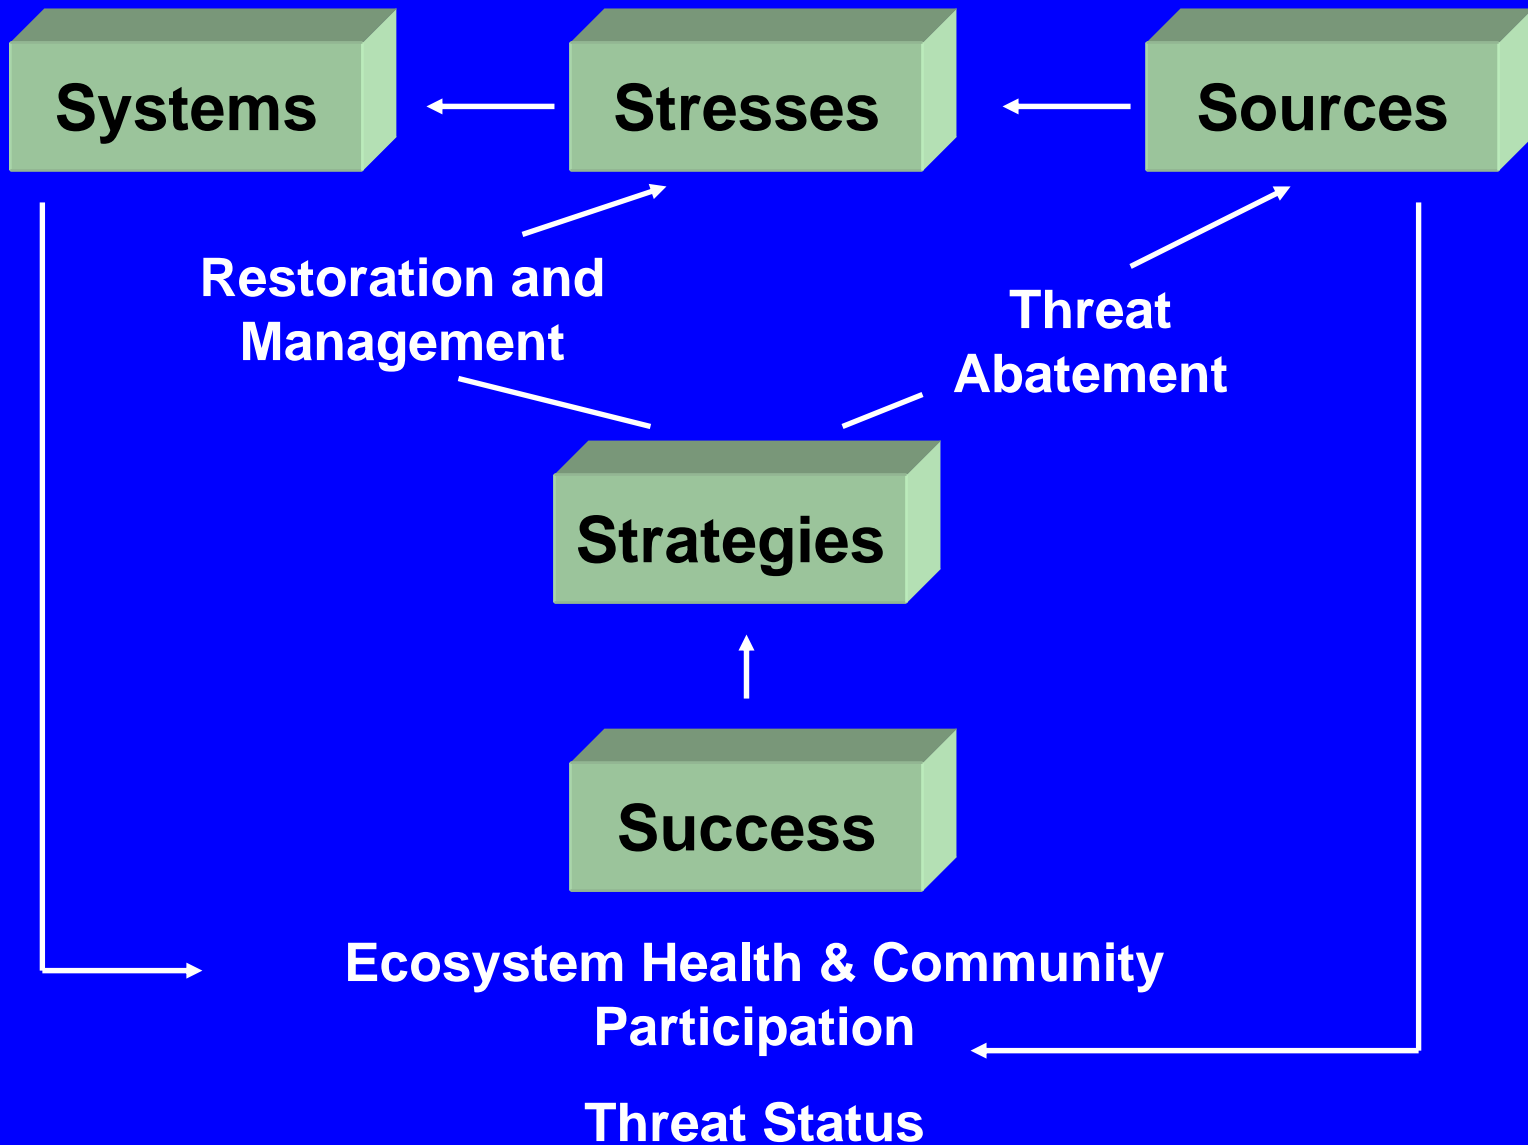 Systems
Stresses
Sources
Restoration and
Management
Threat
Abatement
Strategies
Success
Ecosystem Health & Community
Participation
Threat Status